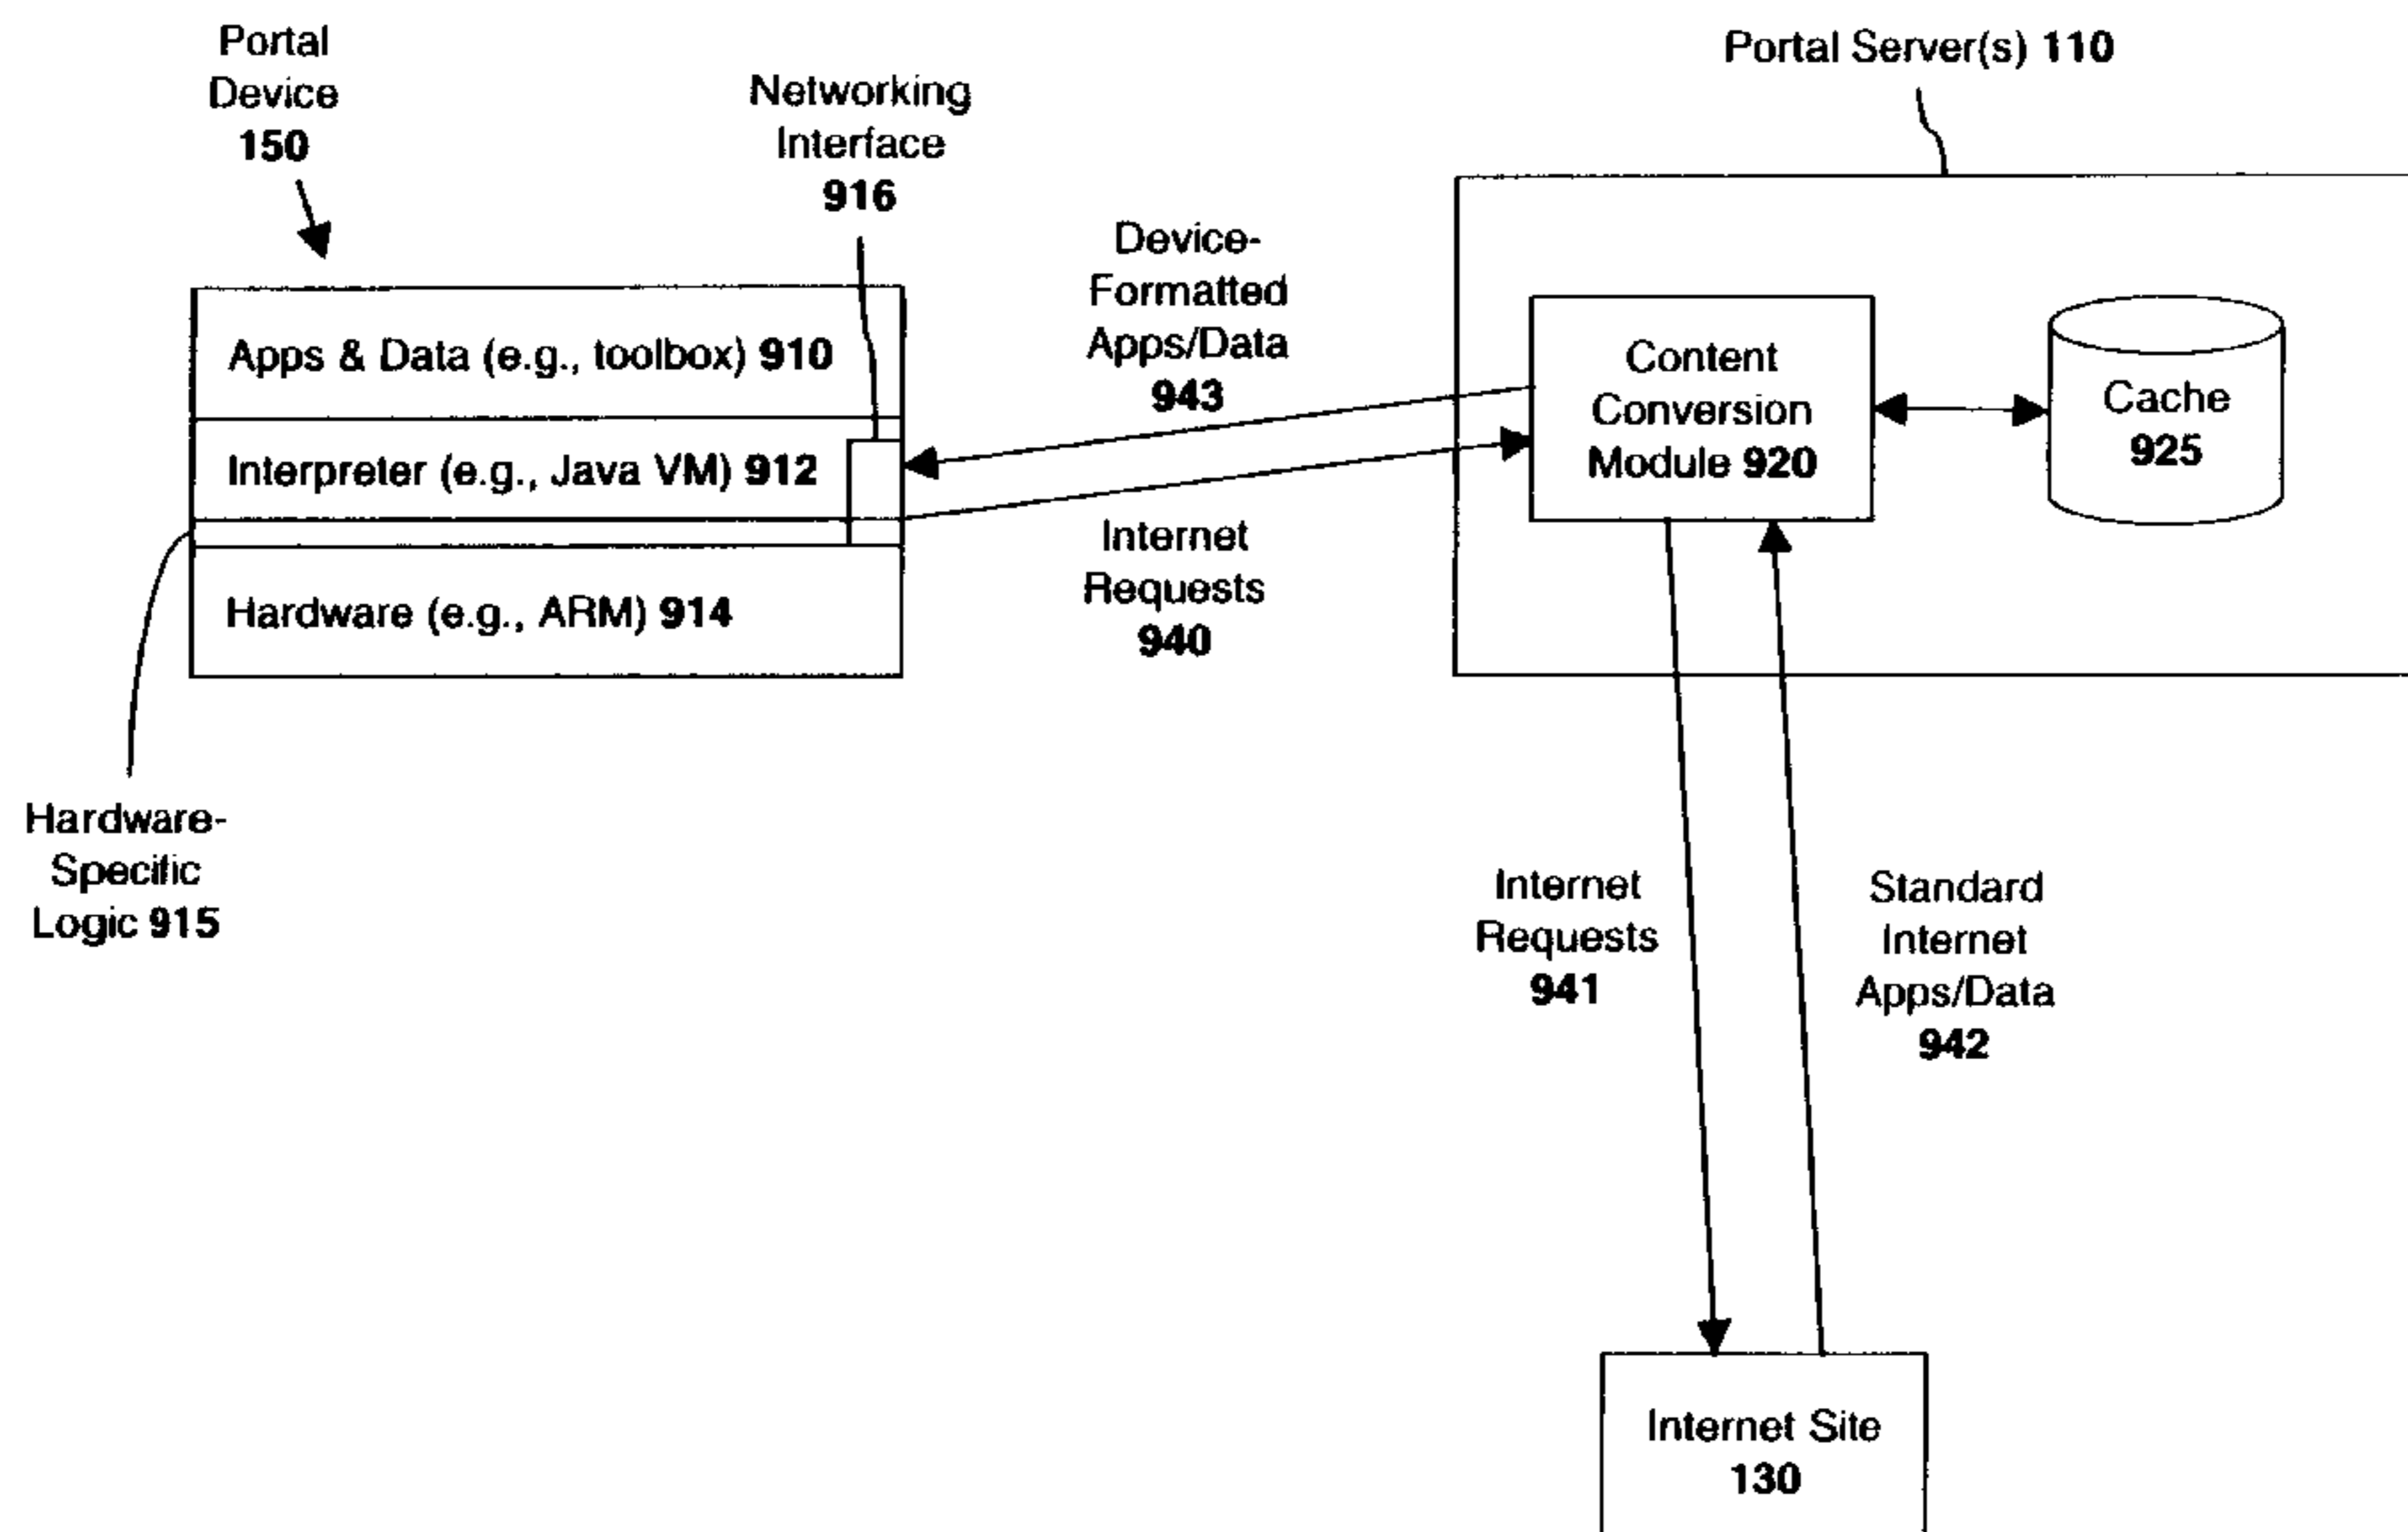 Portal
Device
150
Networking
Interface
916
Portal Server(s) 110
Device-
Formatted
Apps/Data
943
Apps & Data (e.g., toolbox) 910
Interpreter (e.g., Java VM) 912
Hardware (e.g., ARM) 914
Content
Conversion
Module 920
Cache
925
Internet
Requests
940
Hardware-
Specific
Logic 915
Internet
Requests
941
Standard
Internet
Apps/Data
942
Internet Site
130